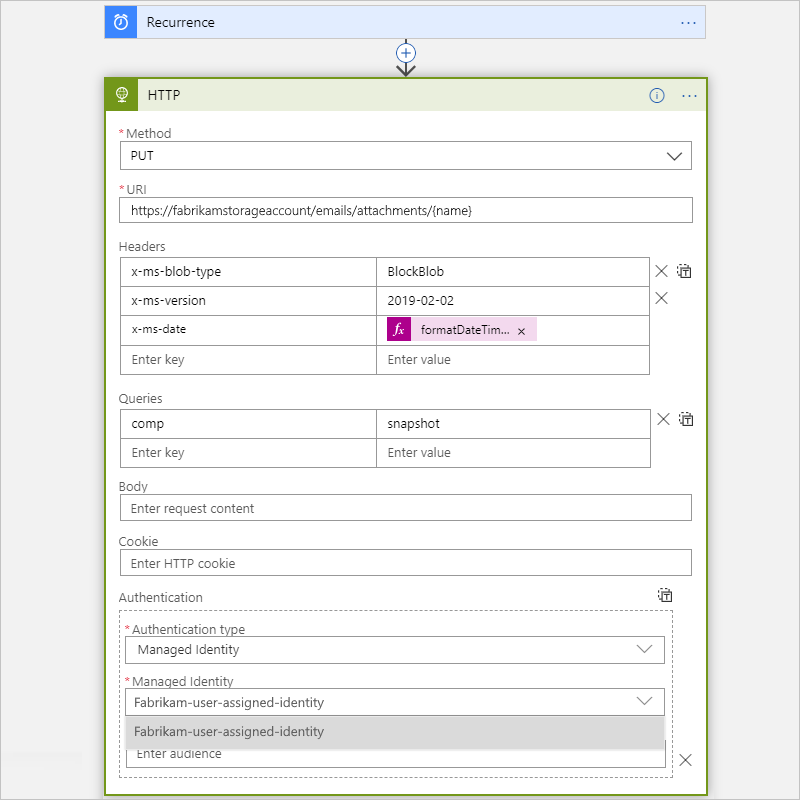 Recurrence ...
HTTP ...
* Method
PUT
* URI
https://fabrikamstorageaccount/emails/attachments/{name}
Headers
x-ms-blob-type BlockBlob
x-ms-version 2019-02-02
x-ms-date fx formatDateTim... ×
Enter key Enter value
Queries
comp snapshot
Enter key Enter value
Body
Enter request content
Cookie
Enter HTTP cookie
Authentication
* Authentication type
Managed Identity
* Managed Identity
Fabrikam-user-assigned-identity
Fabrikam-user-assigned-identity
Enter audience